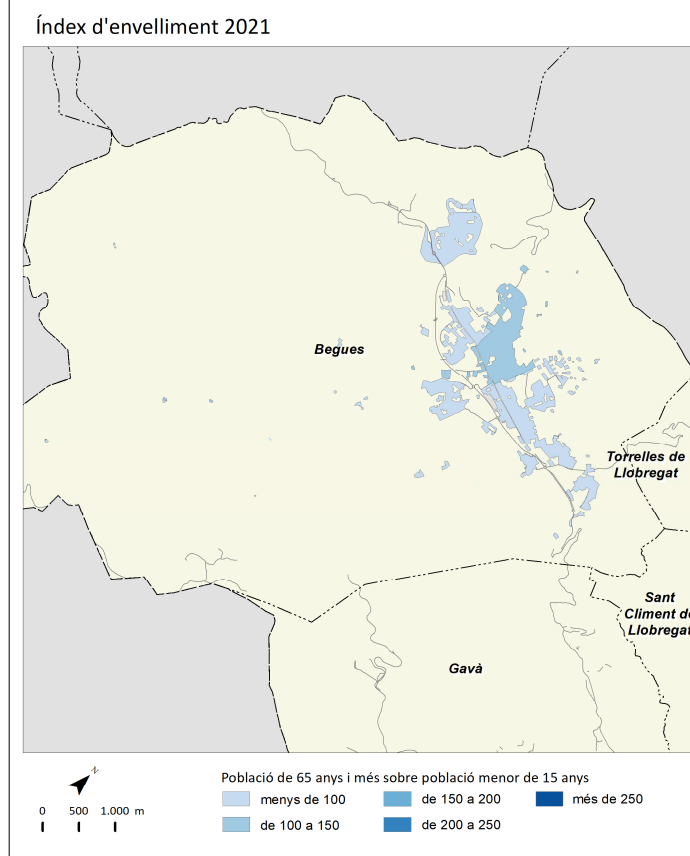 Índex d'envelliment 2021
Begues
Torrelles de
Llobregat
Sant
Climent de
Llobregat
Gavà
N
0 500 1.000 m
Població de 65 anys i més sobre població menor de 15 anys
menys de 100
de 150 a 200
més de 250
de 100 a 150
de 200 a 250